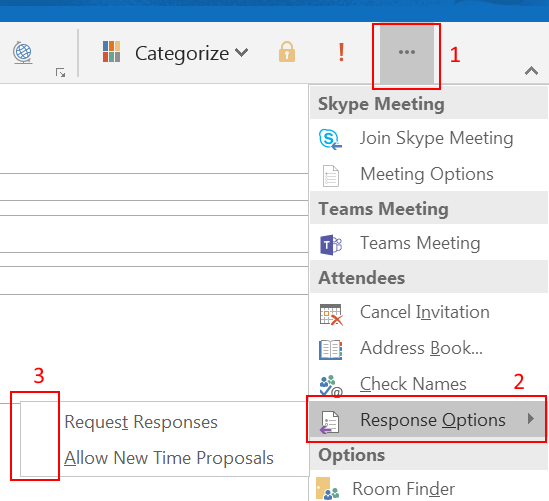 Categorize
! ... 1
Skype Meeting
Join Skype Meeting
Meeting Options
Teams Meeting
Teams Meeting
Attendees
Cancel Invitation
Address Book...
Check Names
2
Response Options
3
Request Responses
Allow New Time Proposals
Options
Room Finder